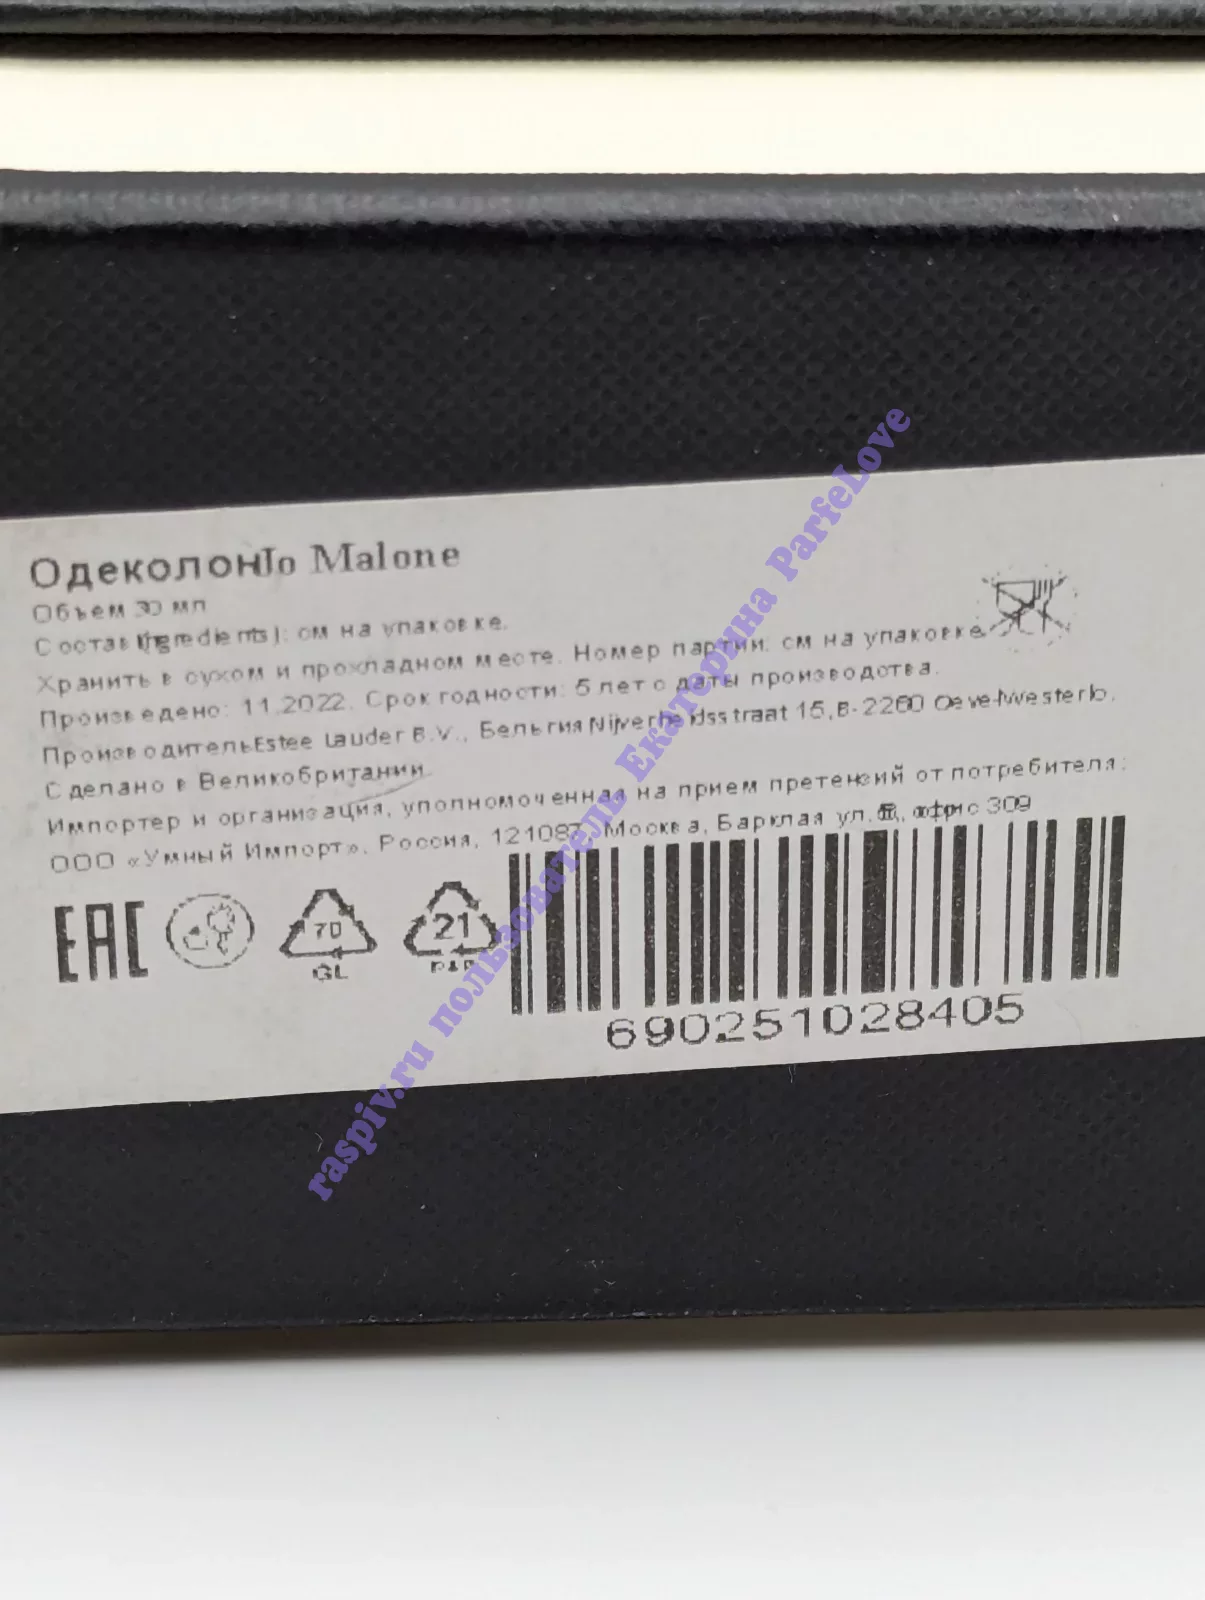 Одеколон Jo Malone
Объем 30 мл
Состав (Ingredients): см на упаковке.
Хранить в сухом и прохладном месте. Номер партии: см на упаковке
Произведено: 11.2022. Срок годности: 5 лет с даты производства.
Производитель Estee Lauder B.V., Бельгия Nijverheidsstraat 15, B-2260 Oevel-Westerlo.
Сделано в Великобритании
Импортер и организация, уполномоченная на прием претензий от потребителя:
ООО «Умный Импорт». Россия, 121087, Москва, Барклая ул. офис 309
EAC
70
GL
21
PAP
690251028405
raspiv.ru пользователь Екатерина ParfeLove